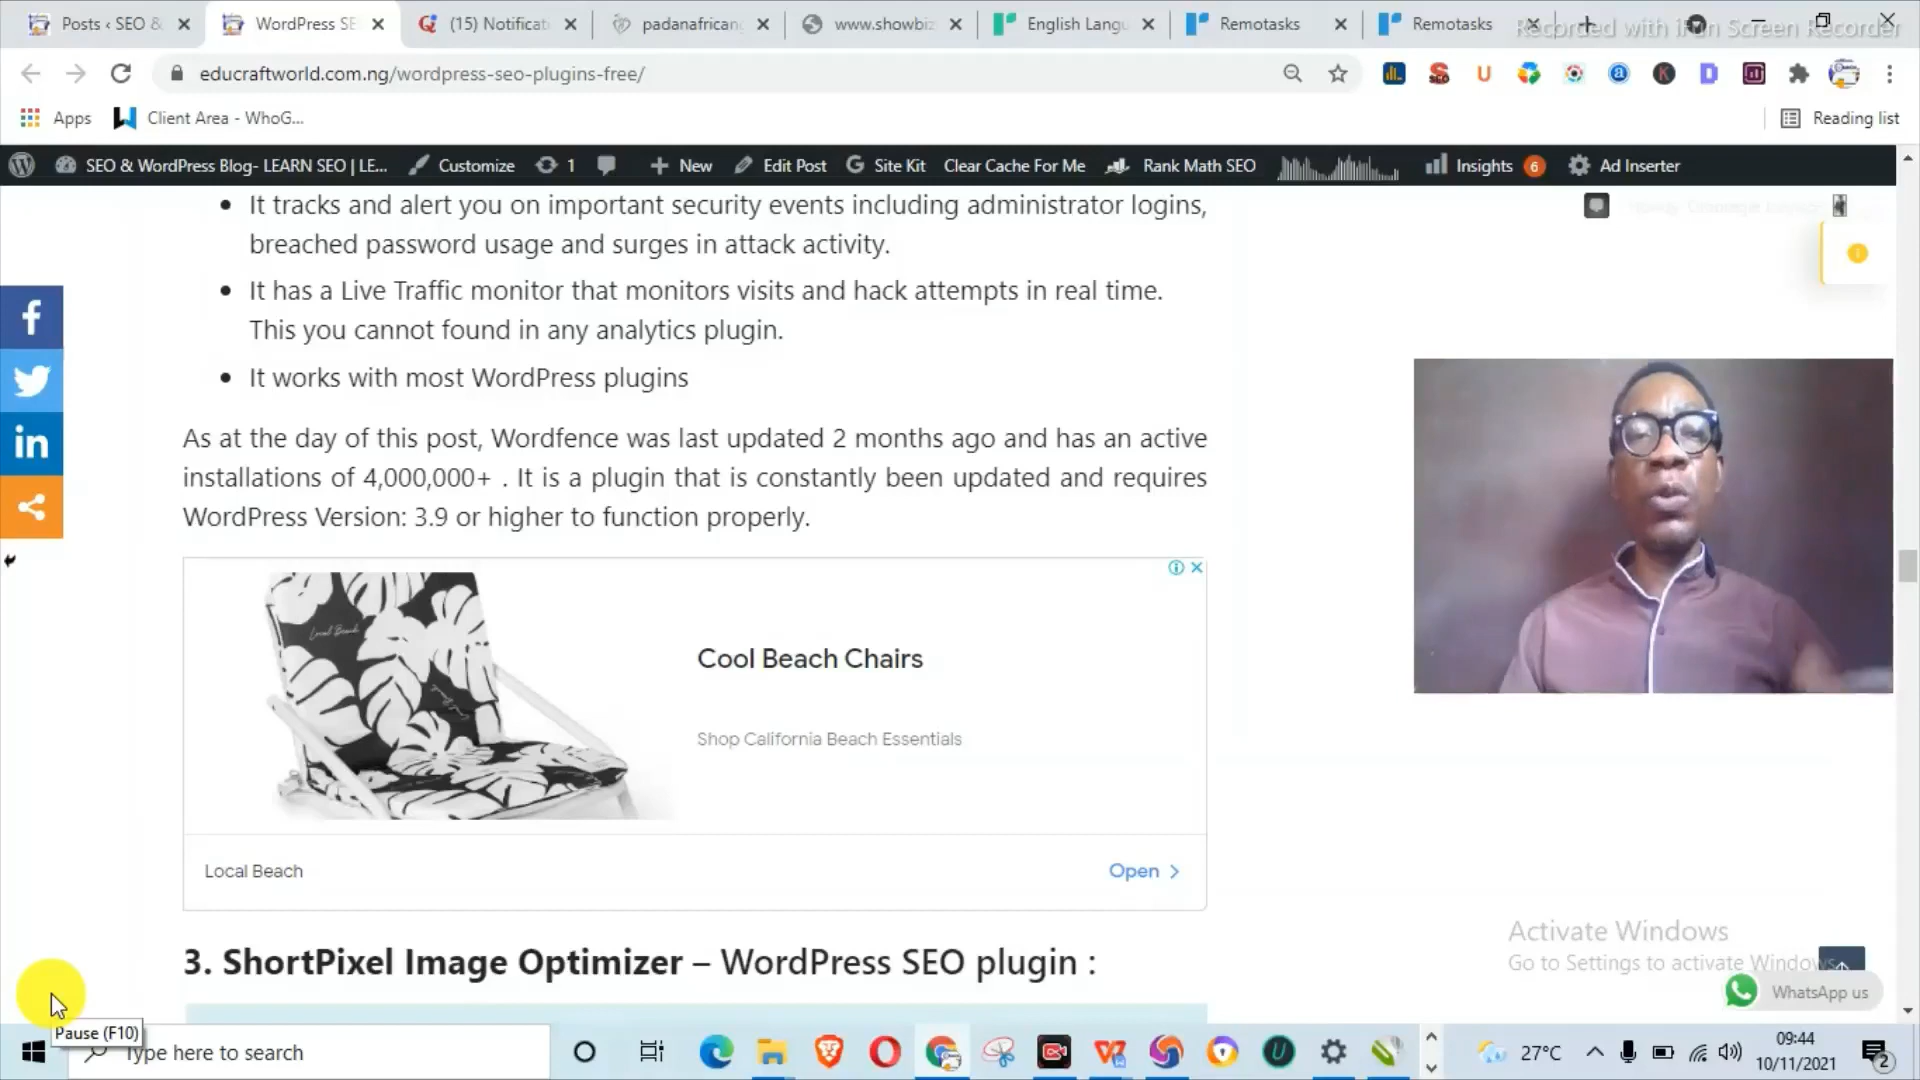 Posts ‹ SEO &
WordPress SE
(15) Notificat
padanafrican
www.showbiz
English Langu
Remotasks
Remotasks
Recorded with iFun Screen Recorder
educraftworld.com.ng/wordpress-seo-plugins-free/
Apps
Client Area - WhoG...
Reading list
SEO & WordPress Blog- LEARN SEO | LE...
Customize
1
New
Edit Post
Site Kit
Clear Cache For Me
Rank Math SEO
Insights 6
Ad Inserter
It tracks and alert you on important security events including administrator logins,
breached password usage and surges in attack activity.
It has a Live Traffic monitor that monitors visits and hack attempts in real time.
This you cannot found in any analytics plugin.
It works with most WordPress plugins
As at the day of this post, Wordfence was last updated 2 months ago and has an active
installations of 4,000,000+ . It is a plugin that is constantly been updated and requires
WordPress Version: 3.9 or higher to function properly.
Local Beach
Cool Beach Chairs
Shop California Beach Essentials
Local Beach
Open
3. ShortPixel Image Optimizer – WordPress SEO plugin :
Activate Windows
Go to Settings to activate Windows.
WhatsApp us
Pause (F10)
Type here to search
27°C
09:44
10/11/2021
2